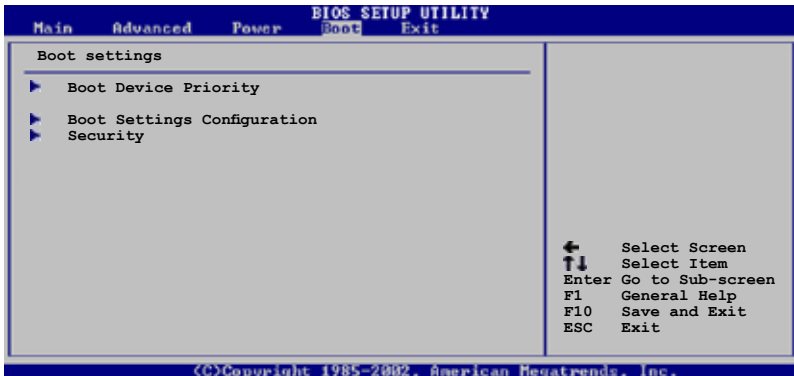 BIOS SETUP UTILITY
Main Advanced Power Boot Exit
Boot settings
Boot Device Priority
Boot Settings Configuration
Security
← Select Screen
↑↓ Select Item
Enter Go to Sub-screen
F1 General Help
F10 Save and Exit
ESC Exit
(C)Copyright 1985-2002, American Megatrends, Inc.